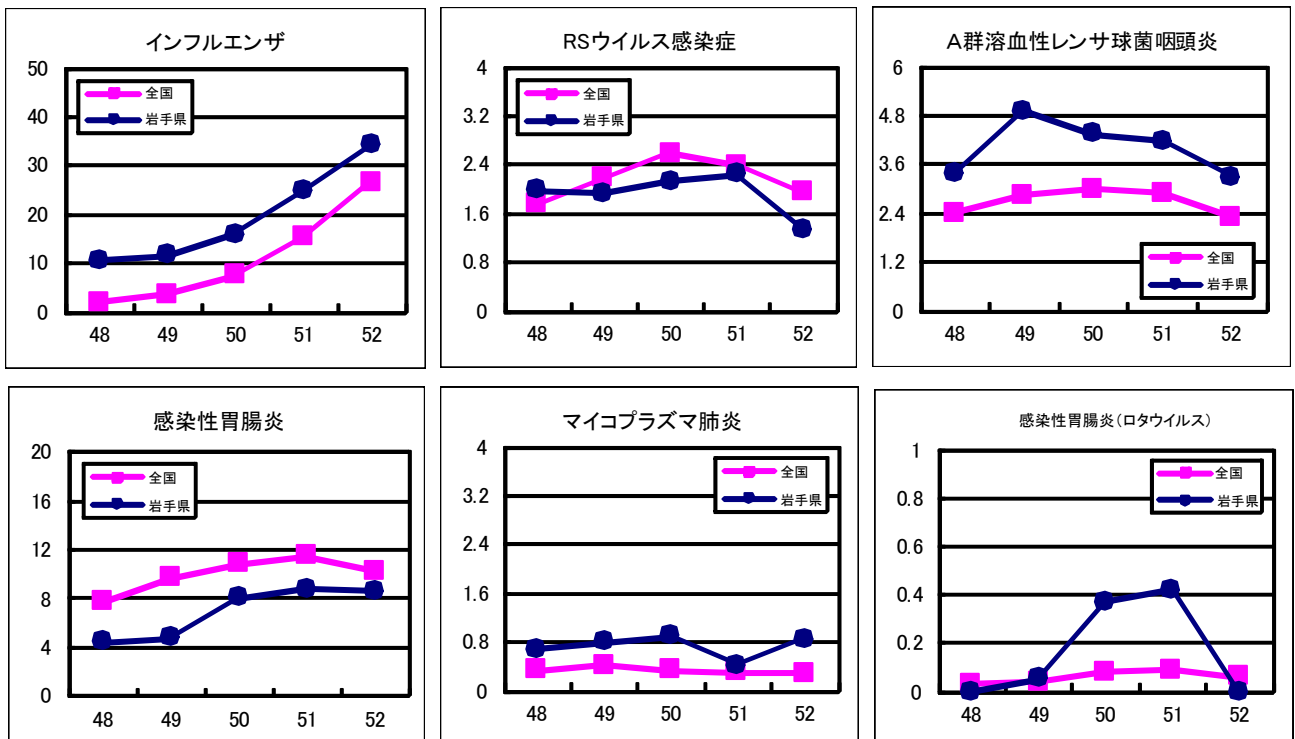 インフルエンザ
50
40
30
20
10
0
全国
岩手県
48 49 50 51 52
RSウイルス感染症
4
3.2
2.4
1.6
0.8
0
全国
岩手県
48 49 50 51 52
A群溶血性レンサ球菌咽頭炎
6
4.8
3.6
2.4
1.2
0
全国
岩手県
48 49 50 51 52
感染性胃腸炎
20
16
12
8
4
0
全国
岩手県
48 49 50 51 52
マイコプラズマ肺炎
4
3.2
2.4
1.6
0.8
0
全国
岩手県
48 49 50 51 52
感染性胃腸炎(ロタウイルス)
1
0.8
0.6
0.4
0.2
0
全国
岩手県
48 49 50 51 52